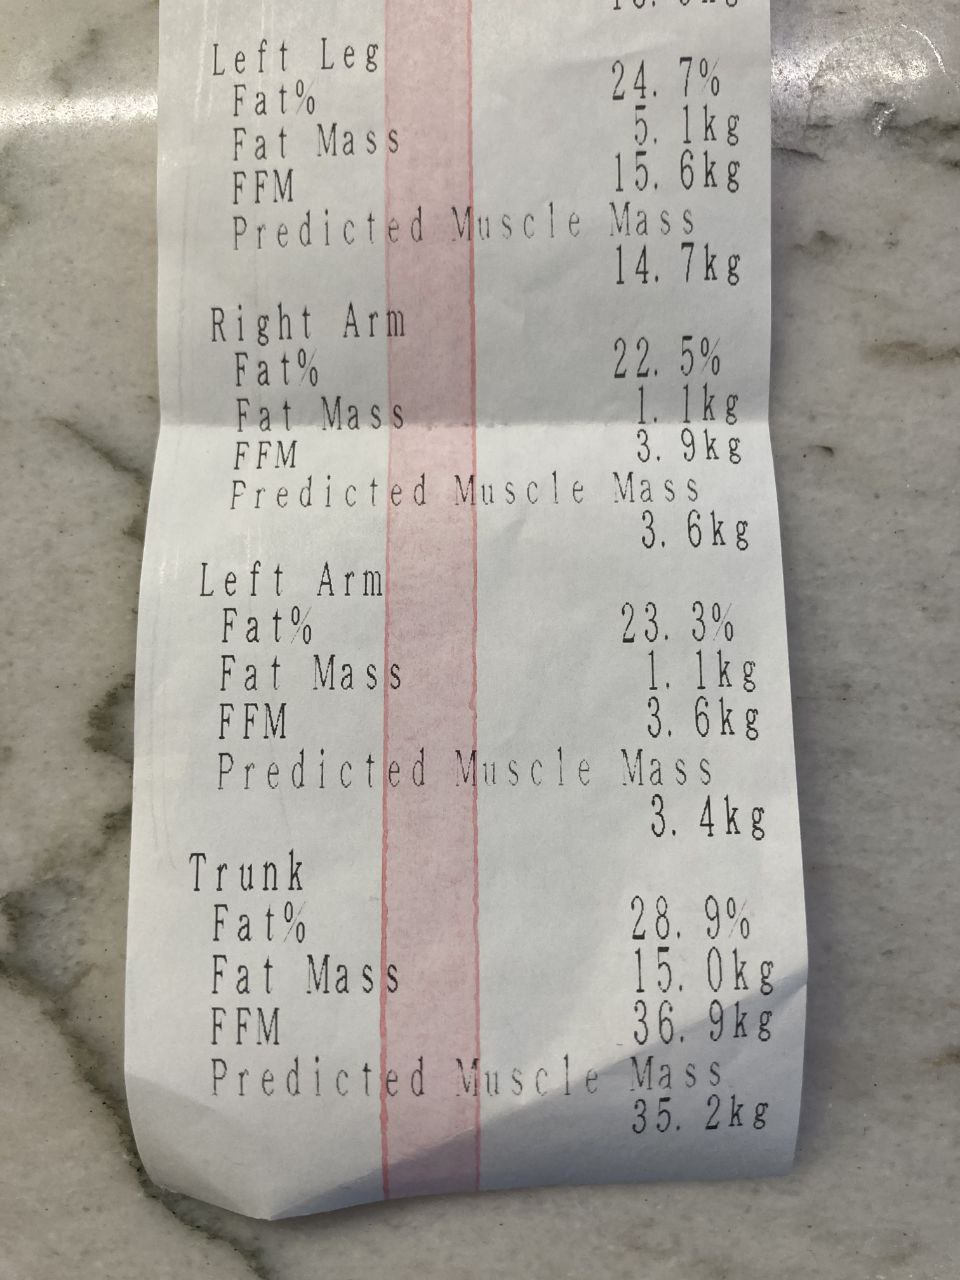 Left Leg
Fat% 24.7%
Fat Mass 5.1kg
FFM 15.6kg
Predicted Muscle Mass
14.7kg
Right Arm
Fat% 22.5%
Fat Mass 1.1kg
FFM 3.9kg
Predicted Muscle Mass
3.6kg
Left Arm
Fat% 23.3%
Fat Mass 1.1kg
FFM 3.6kg
Predicted Muscle Mass
3.4kg
Trunk
Fat% 28.9%
Fat Mass 15.0kg
FFM 36.9kg
Predicted Muscle Mass
35.2kg